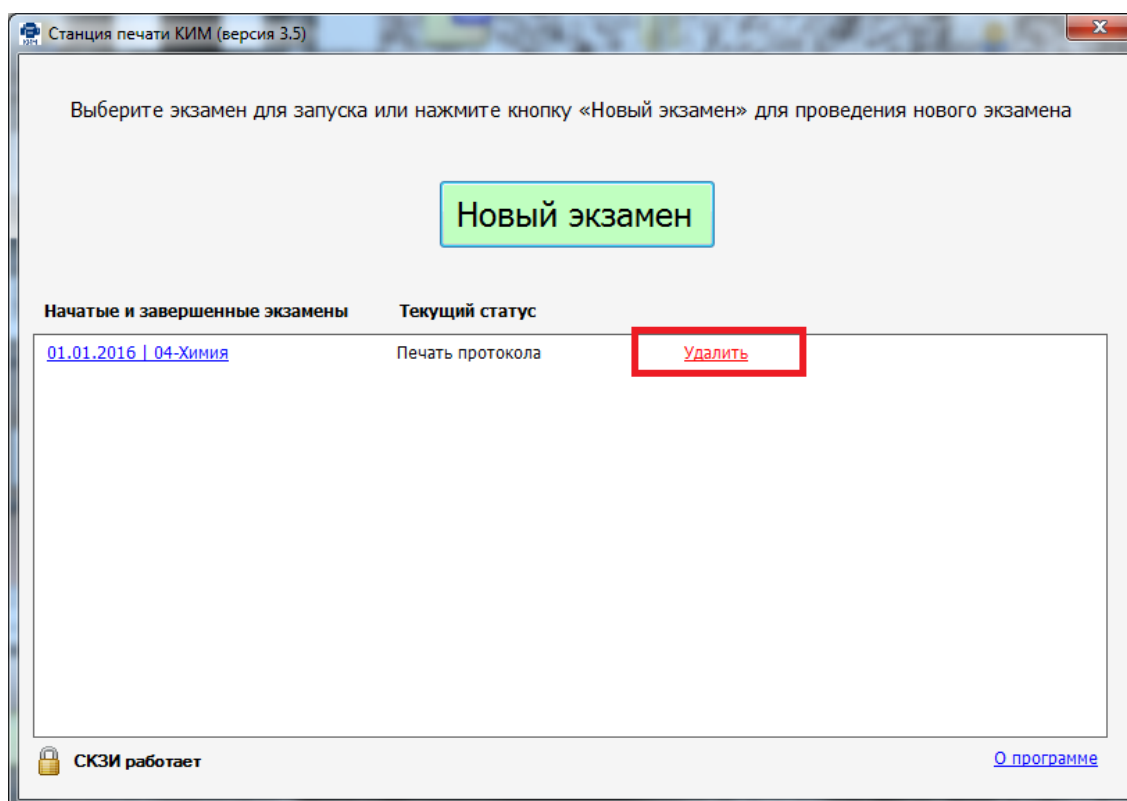 Станция печати КИМ (версия 3.5)
Выберите экзамен для запуска или нажмите кнопку «Новый экзамен» для проведения нового экзамена
Новый экзамен
Начатые и завершенные экзамены Текущий статус
01.01.2016 | 04-Химия Печать протокола Удалить
СКЗИ работает О программе